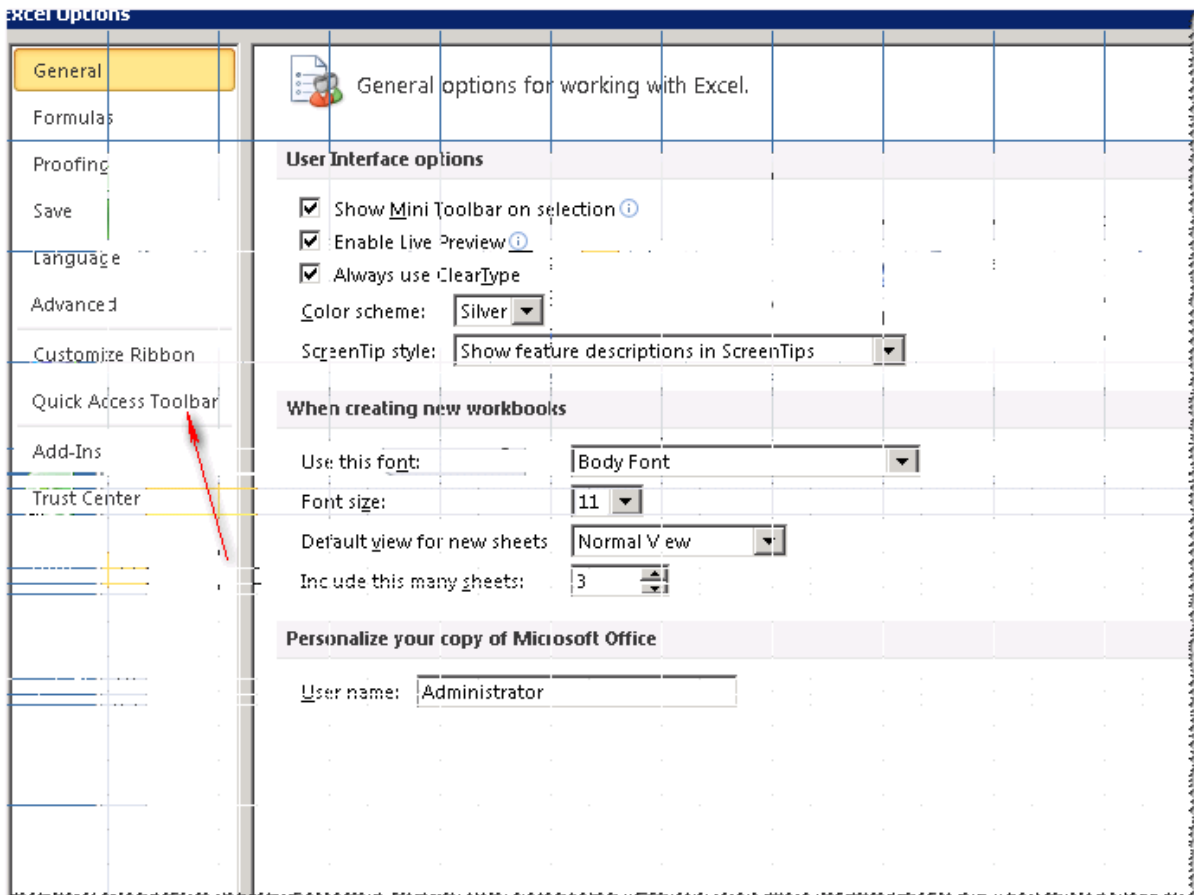 Excel Options
General
Formulas
Proofing
Save
Language
Advanced
Customize Ribbon
Quick Access Toolbar
Add-Ins
Trust Center
General options for working with Excel.
User Interface options
Show Mini Toolbar on selection
Enable Live Preview
Always use ClearType
Color scheme: Silver
ScreenTip style: Show feature descriptions in ScreenTips
When creating new workbooks
Use this font: Body Font
Font size: 11
Default view for new sheets Normal View
Include this many sheets: 3
Personalize your copy of Microsoft Office
User name: Administrator